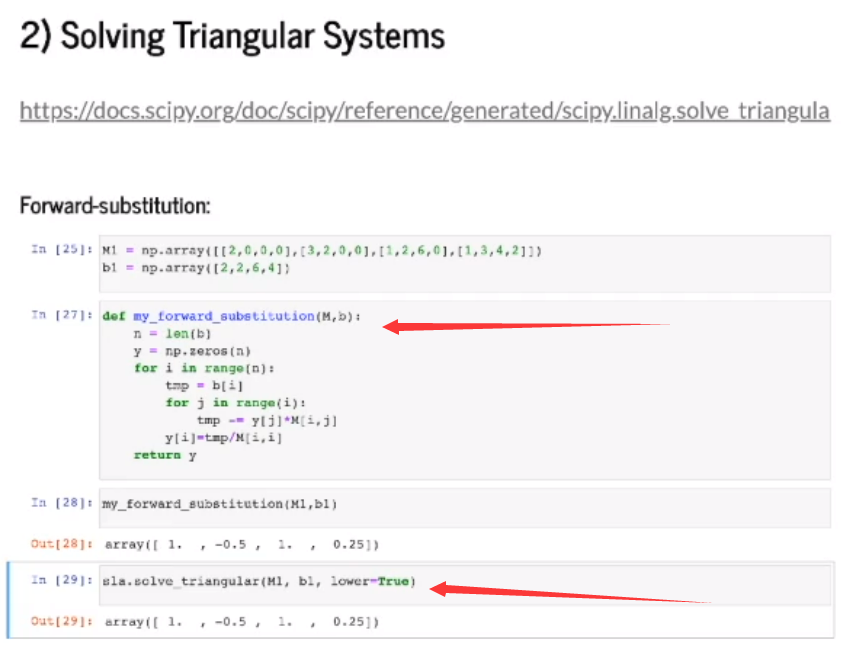 2) Solving Triangular Systems
https://docs.scipy.org/doc/scipy/reference/generated/scipy.linalg.solve_triangula
Forward-substitution:
In [25]: M1 = np.array([[2,0,0,0],[3,2,0,0],[1,2,6,0],[1,3,4,2]])
b1 = np.array([2,2,6,4])
In [27]: def my_forward_substitution(M,b):
n = len(b)
y = np.zeros(n)
for i in range(n):
tmp = b[i]
for j in range(i):
tmp -= y[j]*M[i,j]
y[i]=tmp/M[i,i]
return y
In [28]: my_forward_substitution(M1,b1)
Out[28]: array([ 1. , -0.5 , 1. , 0.25])
In [29]: sla.solve_triangular(M1, b1, lower=True)
Out[29]: array([ 1. , -0.5 , 1. , 0.25])